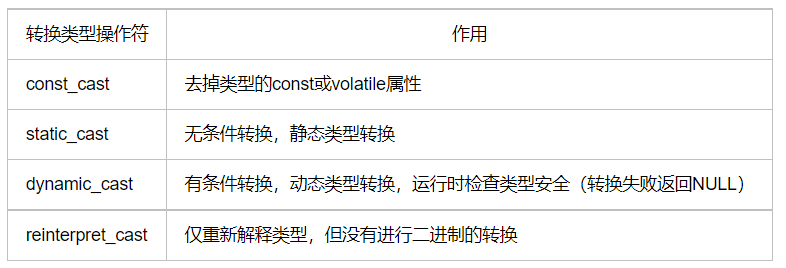 转换类型操作符 作用
const_cast 去掉类型的const或volatile属性
static_cast 无条件转换，静态类型转换
dynamic_cast 有条件转换，动态类型转换，运行时检查类型安全（转换失败返回NULL）
reinterpret_cast 仅重新解释类型，但没有进行二进制的转换